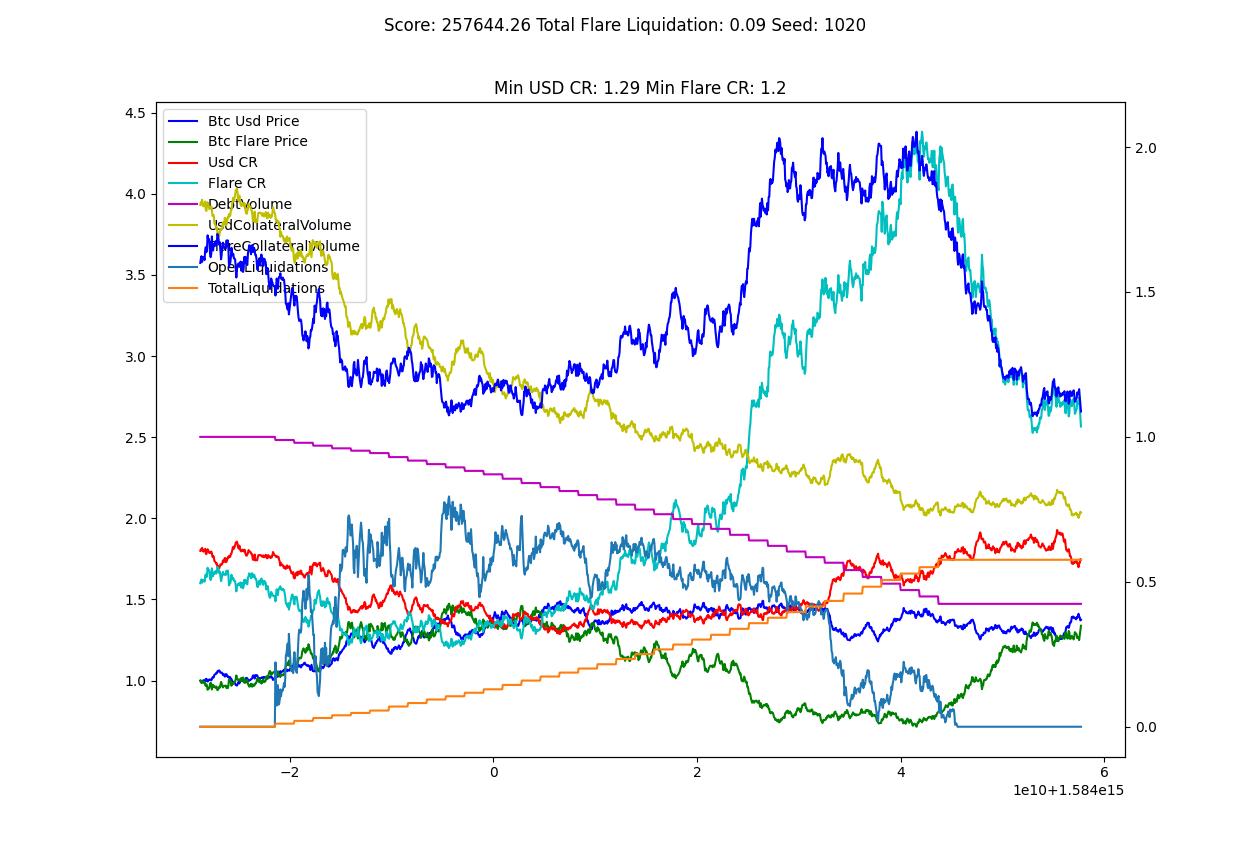 Score: 257644.26 Total Flare Liquidation: 0.09 Seed: 1020
Min USD CR: 1.29 Min Flare CR: 1.2
Btc Usd Price
Btc Flare Price
Usd CR
Flare CR
DebtVolume
UsdCollateralVolume
FlareCollateralVolume
OpenLiquidations
TotalLiquidations
4.5
4.0
3.5
3.0
2.5
2.0
1.5
1.0
2.0
1.5
1.0
0.5
0.0
−2
0
2
4
6
1e10+1.584e15